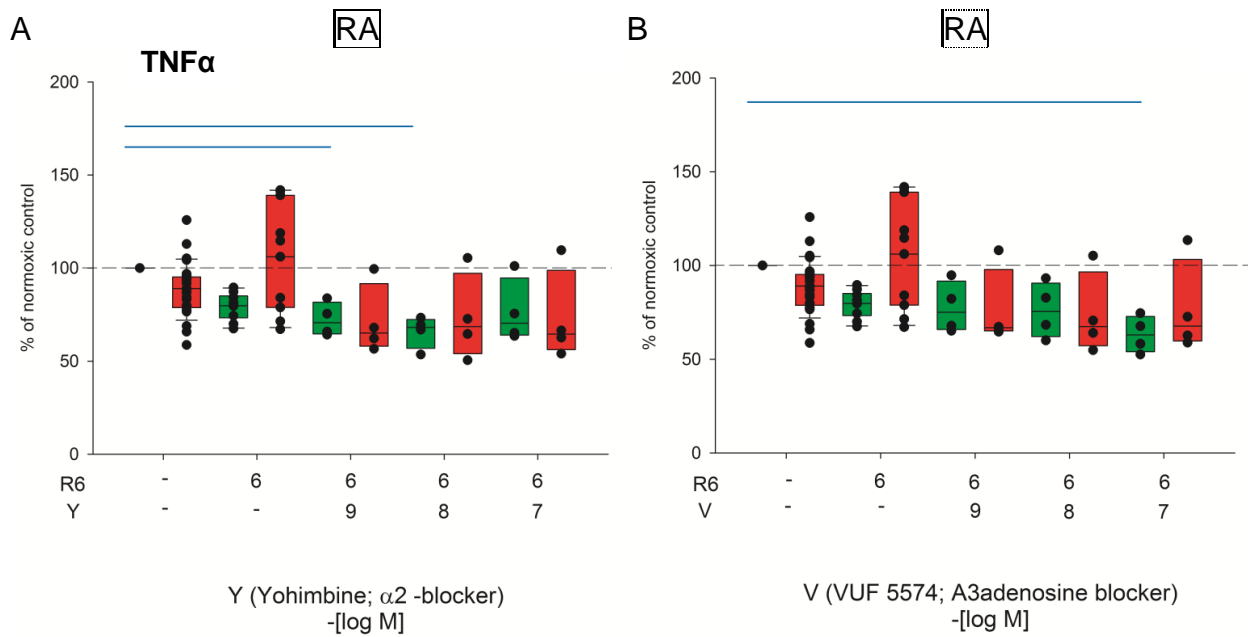 A
RA
TNFα
% of normoxic control
200
150
100
50
0
R6 - 6 6 6 6
Y - - 9 8 7
Y (Yohimbine; α2 -blocker)
-[log M]
B
RA
% of normoxic control
200
150
100
50
0
R6 - 6 6 6 6
V - - 9 8 7
V (VUF 5574; A3adenosine blocker)
-[log M]